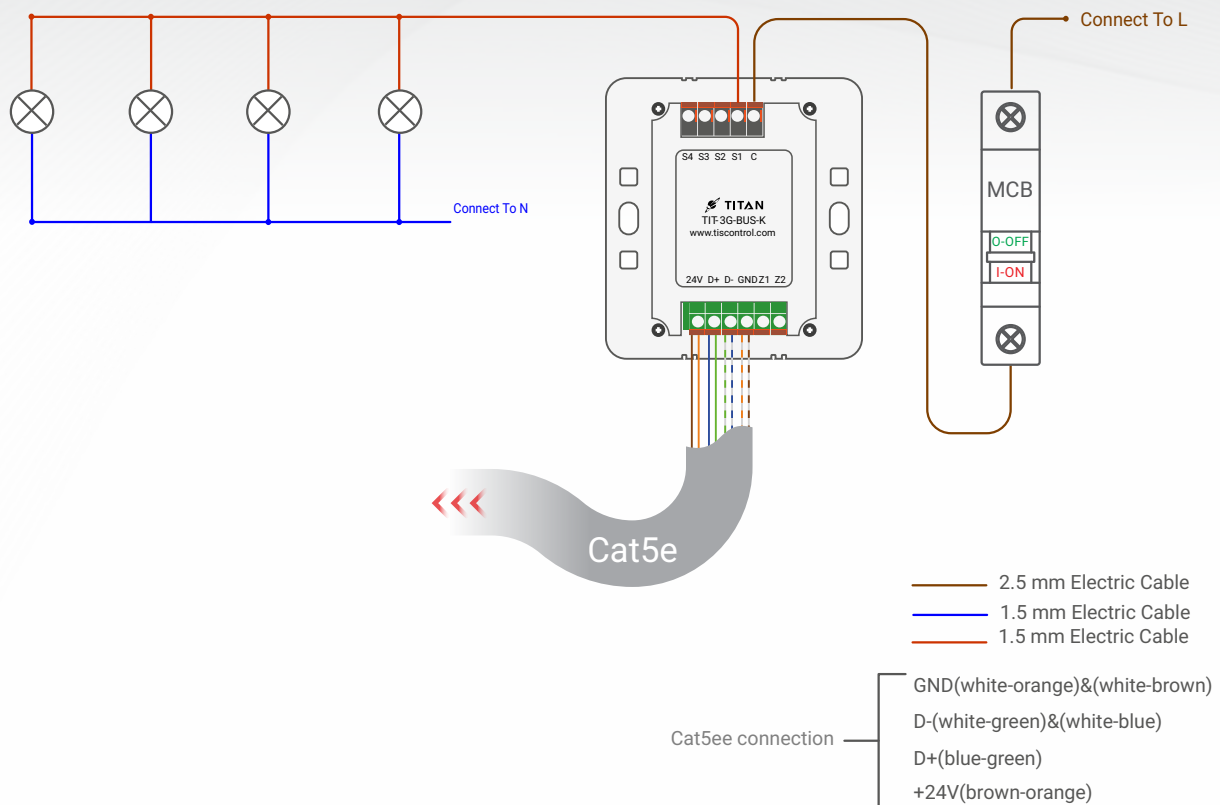 Connect To L
Connect To N
S4 S3 S2 S1 C
TITAN
TIT-3G-BUS-K
www.tiscontrol.com
24V D+ D- GND Z1 Z2
MCB
O-OFF
I-ON
Cat5e
2.5 mm Electric Cable
1.5 mm Electric Cable
1.5 mm Electric Cable
GND(white-orange)&(white-brown)
D-(white-green)&(white-blue)
Cat5ee connection
D+(blue-green)
+24V(brown-orange)